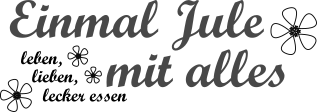 Einmal Jule
mit alles
leben,
lieben,
lecker essen